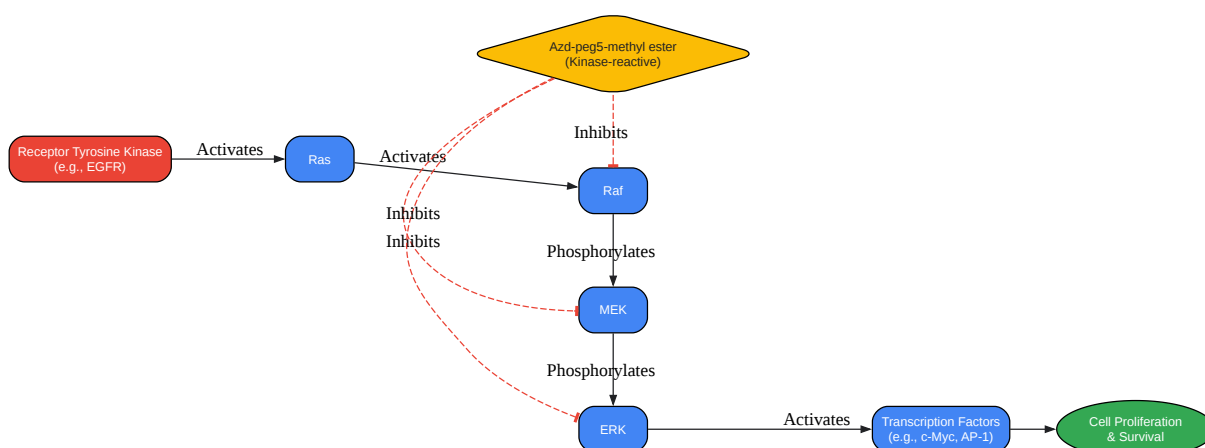 Azd-peg5-methyl ester
(Kinase-reactive)
Inhibits
Receptor Tyrosine Kinase
(e.g., EGFR)
Activates
Ras
Activates
Raf
Inhibits
Inhibits
Phosphorylates
MEK
Phosphorylates
ERK
Activates
Transcription Factors
(e.g., c-Myc, AP-1)
Cell Proliferation
& Survival